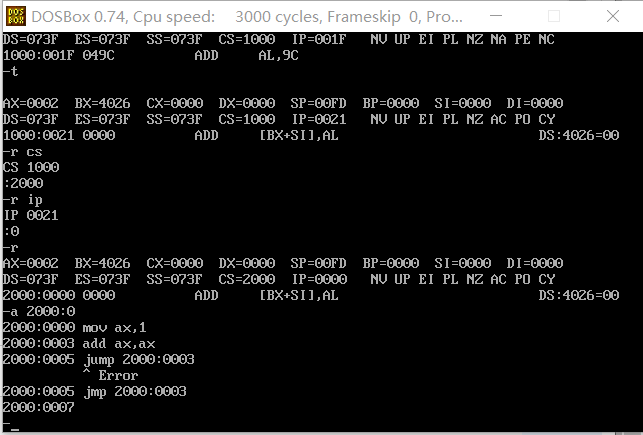 DOS
BOX
DOSBox 0.74, Cpu speed:    3000 cycles, Frameskip  0, Pro...
DS=073F  ES=073F  SS=073F  CS=1000  IP=001F   NV UP EI PL NZ NA PE NC
1000:001F 049C          ADD     AL,9C
-t
AX=0002  BX=4026  CX=0000  DX=0000  SP=00FD  BP=0000  SI=0000  DI=0000
DS=073F  ES=073F  SS=073F  CS=1000  IP=0021   NV UP EI PL NZ AC PO CY
1000:0021 0000          ADD     [BX+SI],AL                         DS:4026=00
-r cs
CS 1000
:2000
-r ip
IP 0021
:0
-r
AX=0002  BX=4026  CX=0000  DX=0000  SP=00FD  BP=0000  SI=0000  DI=0000
DS=073F  ES=073F  SS=073F  CS=2000  IP=0000   NV UP EI PL NZ AC PO CY
2000:0000 0000          ADD     [BX+SI],AL                         DS:4026=00
-a 2000:0
2000:0000 mov ax,1
2000:0003 add ax,ax
2000:0005 jump 2000:0003
          ^ Error
2000:0005 jmp 2000:0003
2000:0007
-_